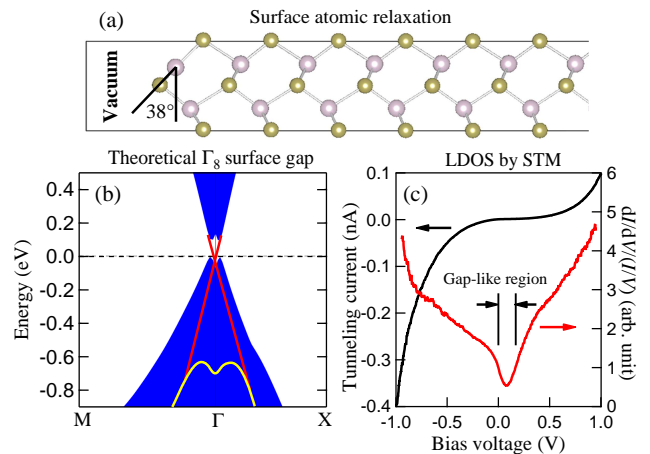 (a) Surface atomic relaxation
Vacuum
38°
Theoretical Γ8 surface gap
(b)
Energy (eV)
0.4
0.2
0.0
-0.2
-0.4
-0.6
-0.8
M Γ X
LDOS by STM
(c)
Tunneling current (nA)
0.1
0.0
-0.1
-0.2
-0.3
-0.4
Gap-like region
6
5
4
3
2
1
0
dI/dV/(I/V) (arb. unit)
-1.0 -0.5 0.0 0.5 1.0
Bias voltage (V)